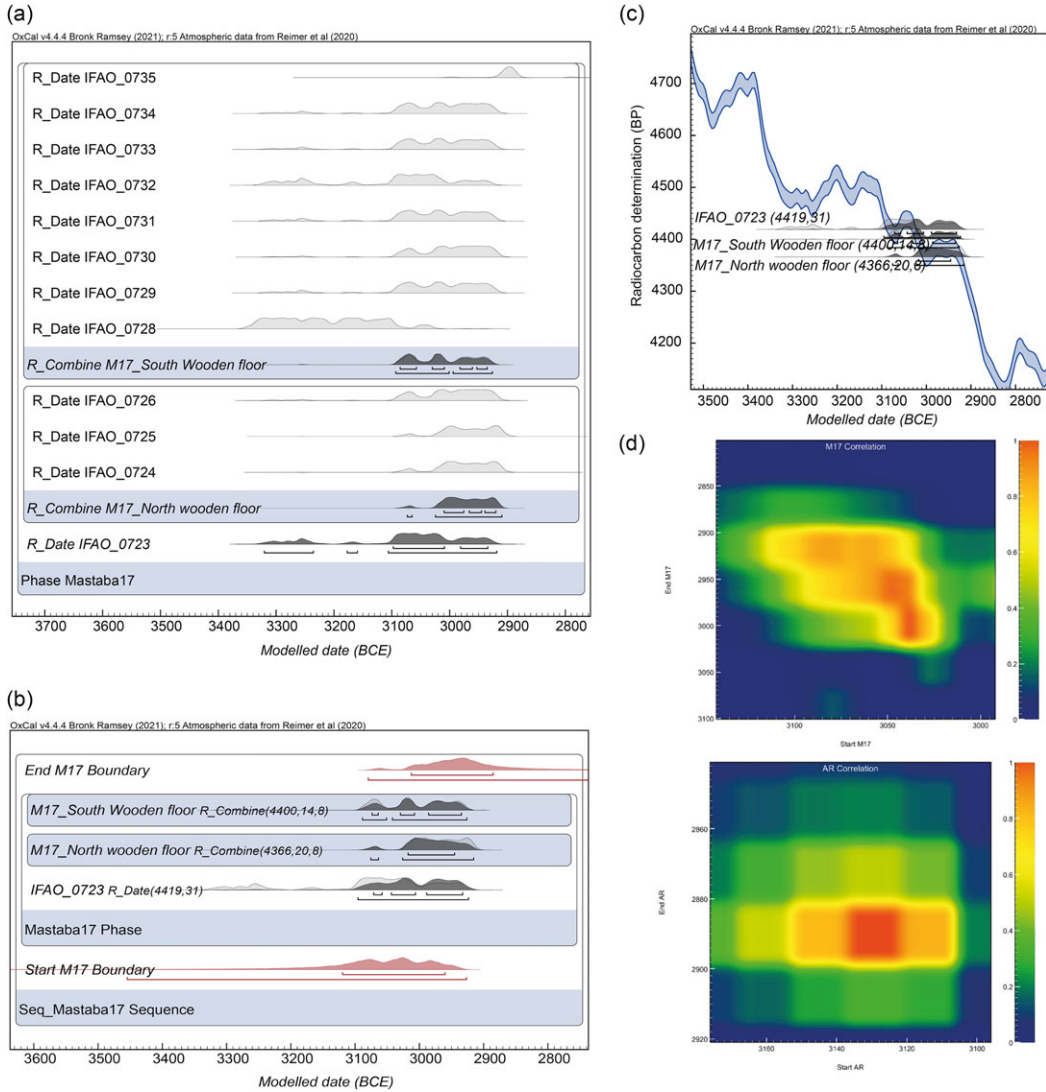 (a)
OxCal v4.4.4 Bronk Ramsey (2021); r:5 Atmospheric data from Reimer et al (2020)
R_Date IFAO_0735
R_Date IFAO_0734
R_Date IFAO_0733
R_Date IFAO_0732
R_Date IFAO_0731
R_Date IFAO_0730
R_Date IFAO_0729
R_Date IFAO_0728
R_Combine M17_South Wooden floor
R_Date IFAO_0726
R_Date IFAO_0725
R_Date IFAO_0724
R_Combine M17_North wooden floor
R_Date IFAO_0723
Phase Mastaba17
3700 3600 3500 3400 3300 3200 3100 3000 2900 2800
Modelled date (BCE)
(b)
OxCal v4.4.4 Bronk Ramsey (2021); r:5 Atmospheric data from Reimer et al (2020)
End M17 Boundary
M17_South Wooden floor R_Combine(4400,14,8)
M17_North wooden floor R_Combine(4366,20,8)
IFAO_0723 R_Date(4419,31)
Mastaba17 Phase
Start M17 Boundary
Seq_Mastaba17 Sequence
3600 3500 3400 3300 3200 3100 3000 2900 2800
Modelled date (BCE)
(c)
OxCal v4.4.4 Bronk Ramsey (2021); r:5 Atmospheric data from Reimer et al (2020)
Radiocarbon determination (BP)
4700
4600
4500
4400
4300
4200
IFAO_0723 (4419,31)
M17_South Wooden floor (4400,14,8)
M17_North wooden floor (4366,20,8)
3500 3400 3300 3200 3100 3000 2900 2800
Modelled date (BCE)
(d)
M17 Correlation
End M17
2850
2900
2950
3000
3050
3100
3100 3050 3000
Start M17
1
0.8
0.6
0.4
0.2
0
AR Correlation
End AR
2860
2880
2900
2920
3160 3140 3120 3100
Start AR
1
0.8
0.6
0.4
0.2
0